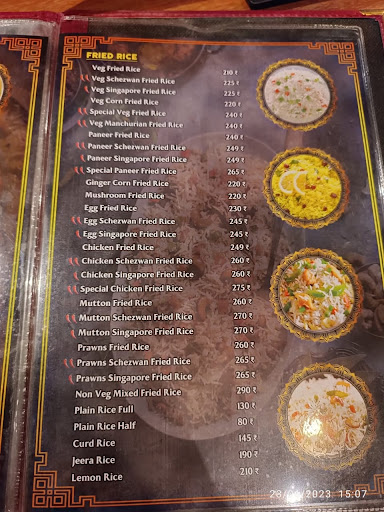 FRIED RICE
Veg Fried Rice 210 ₹
Veg Schezwan Fried Rice 225 ₹
Veg Singapore Fried Rice 225 ₹
Veg Corn Fried Rice 220 ₹
Special Veg Fried Rice 240 ₹
Veg Manchurian Fried Rice 240 ₹
Paneer Fried Rice 240 ₹
Paneer Schezwan Fried Rice 249 ₹
Paneer Singapore Fried Rice 249 ₹
Special Paneer Fried Rice 265 ₹
Ginger Corn Fried Rice 220 ₹
Mushroom Fried Rice 220 ₹
Egg Fried Rice 230 ₹
Egg Schezwan Fried Rice 245 ₹
Egg Singapore Fried Rice 245 ₹
Chicken Fried Rice 249 ₹
Chicken Schezwan Fried Rice 260 ₹
Chicken Singapore Fried Rice 260 ₹
Special Chicken Fried Rice 275 ₹
Mutton Fried Rice 260 ₹
Mutton Schezwan Fried Rice 270 ₹
Mutton Singapore Fried Rice 270 ₹
Prawns Fried Rice 260 ₹
Prawns Schezwan Fried Rice 265 ₹
Prawns Singapore Fried Rice 265 ₹
Non Veg Mixed Fried Rice 290 ₹
Plain Rice Full 130 ₹
Plain Rice Half 80 ₹
Curd Rice 145 ₹
Jeera Rice 190 ₹
Lemon Rice 210 ₹
15:07